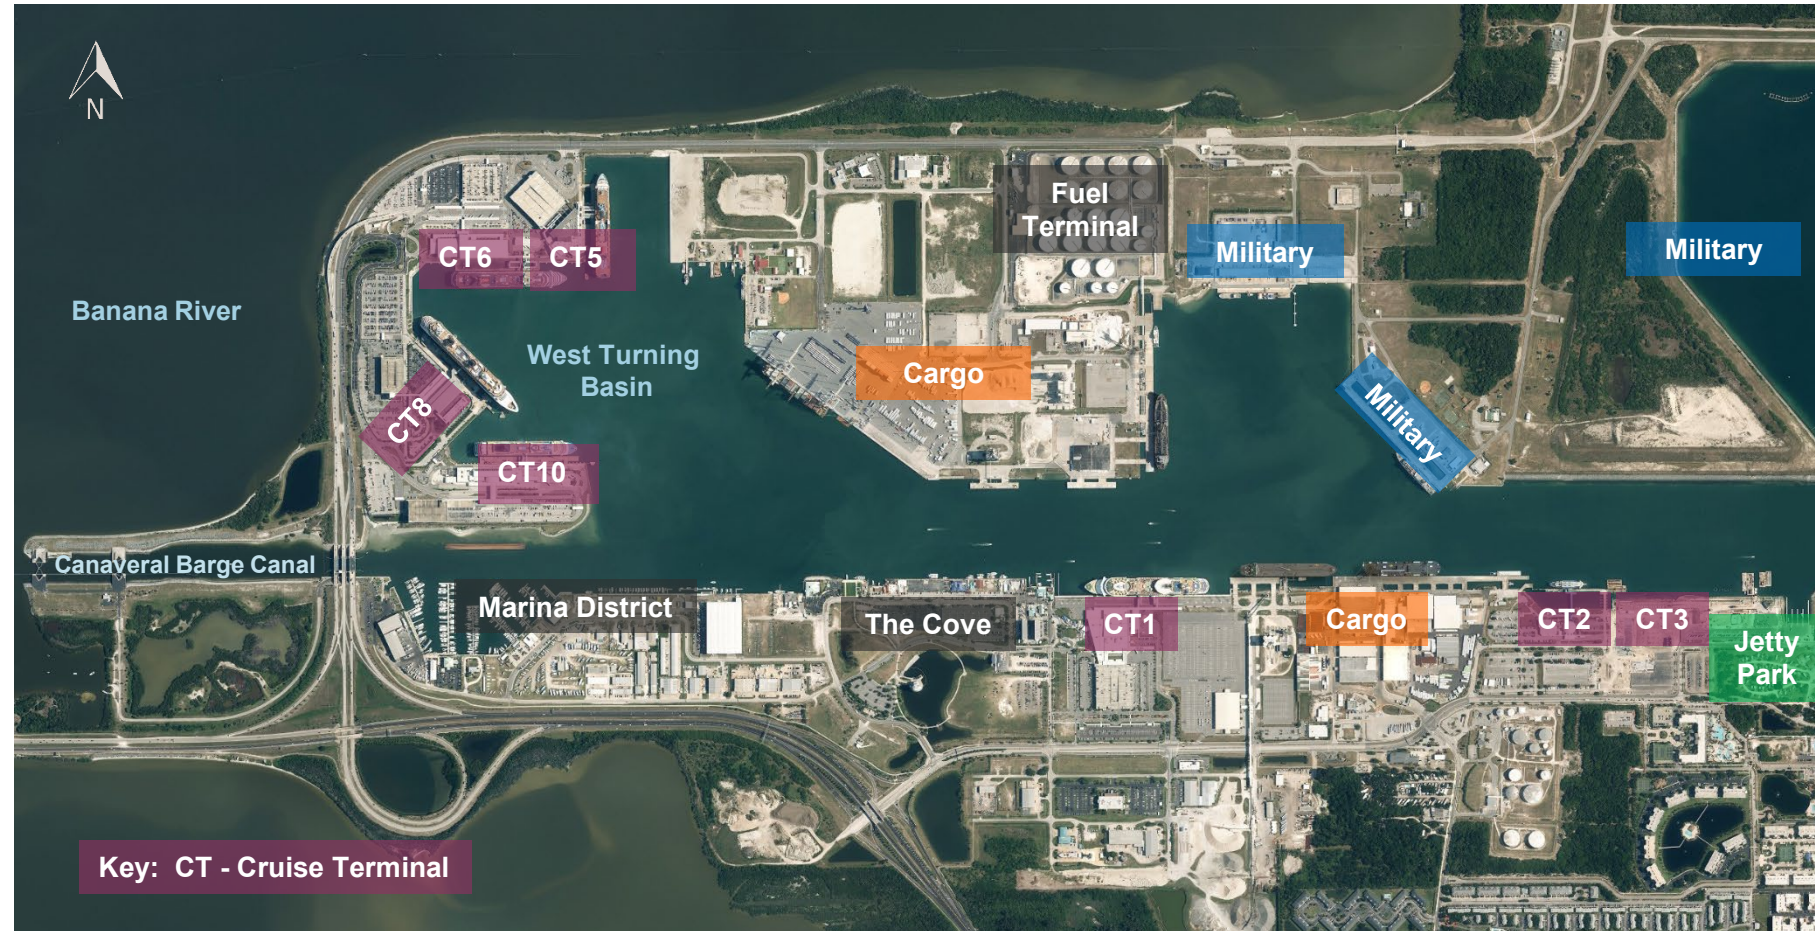 N
Fuel
Terminal
CT6
CT5
Military
Military
Banana River
West Turning
Basin
Cargo
CT8
Military
CT10
Canaveral Barge Canal
Marina District
The Cove
CT1
Cargo
CT2
CT3
Jetty
Park
Key: CT - Cruise Terminal